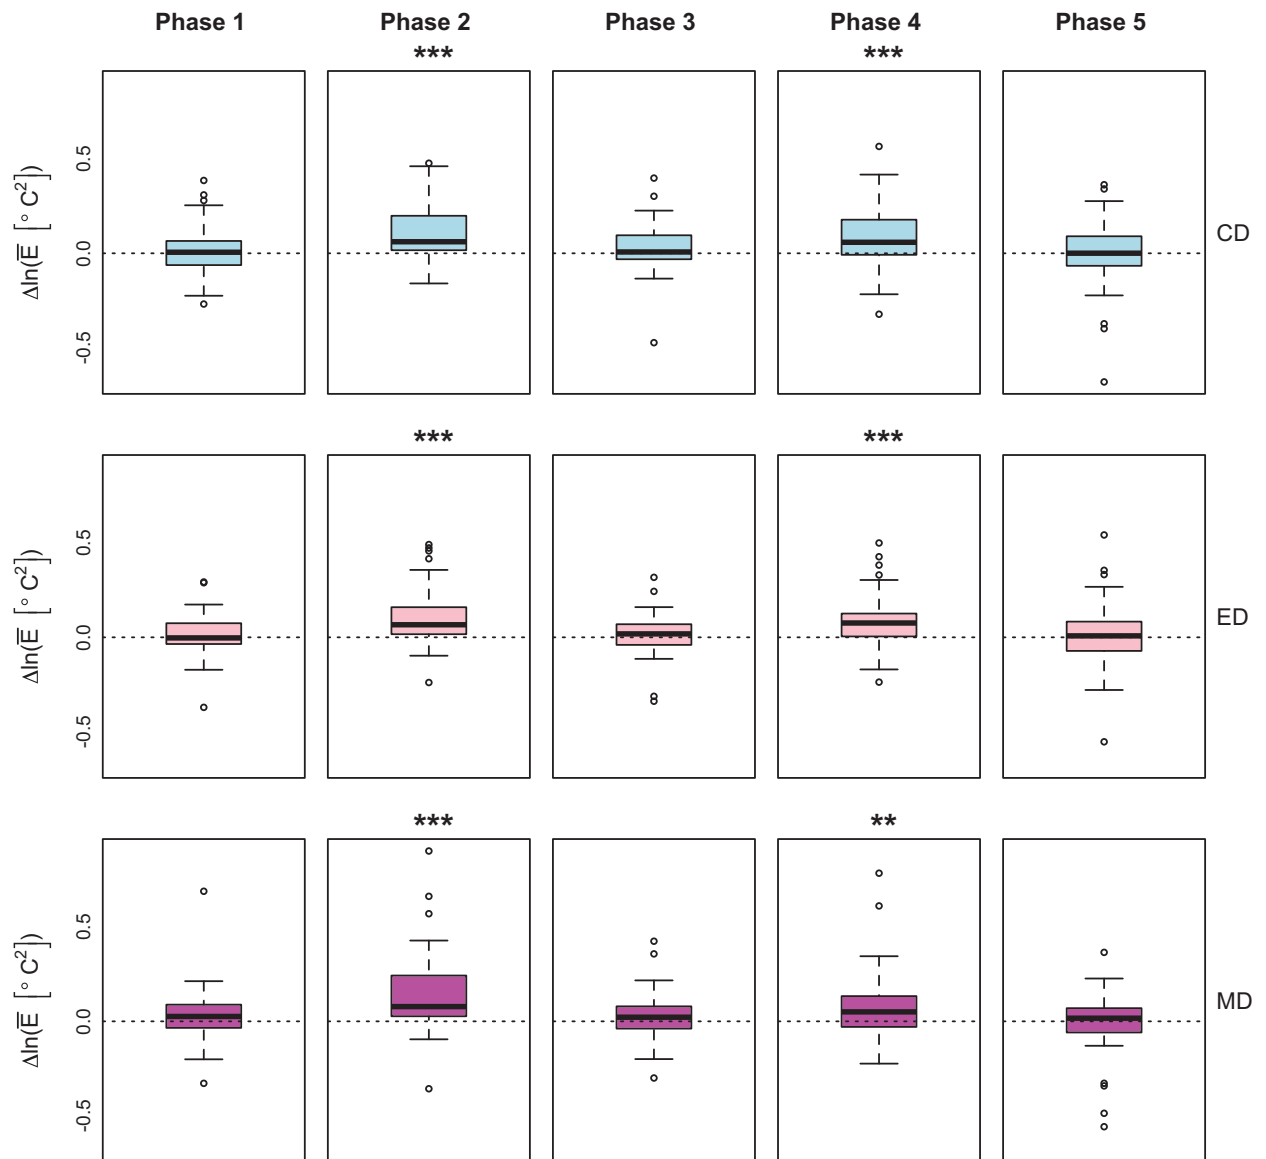 Phase 1 Phase 2 Phase 3 Phase 4 Phase 5
*** ***
Δln(E̅ [°C²])
0.5
0.0
-0.5
CD
*** ***
Δln(E̅ [°C²])
0.5
0.0
-0.5
ED
*** **
Δln(E̅ [°C²])
0.5
0.0
-0.5
MD